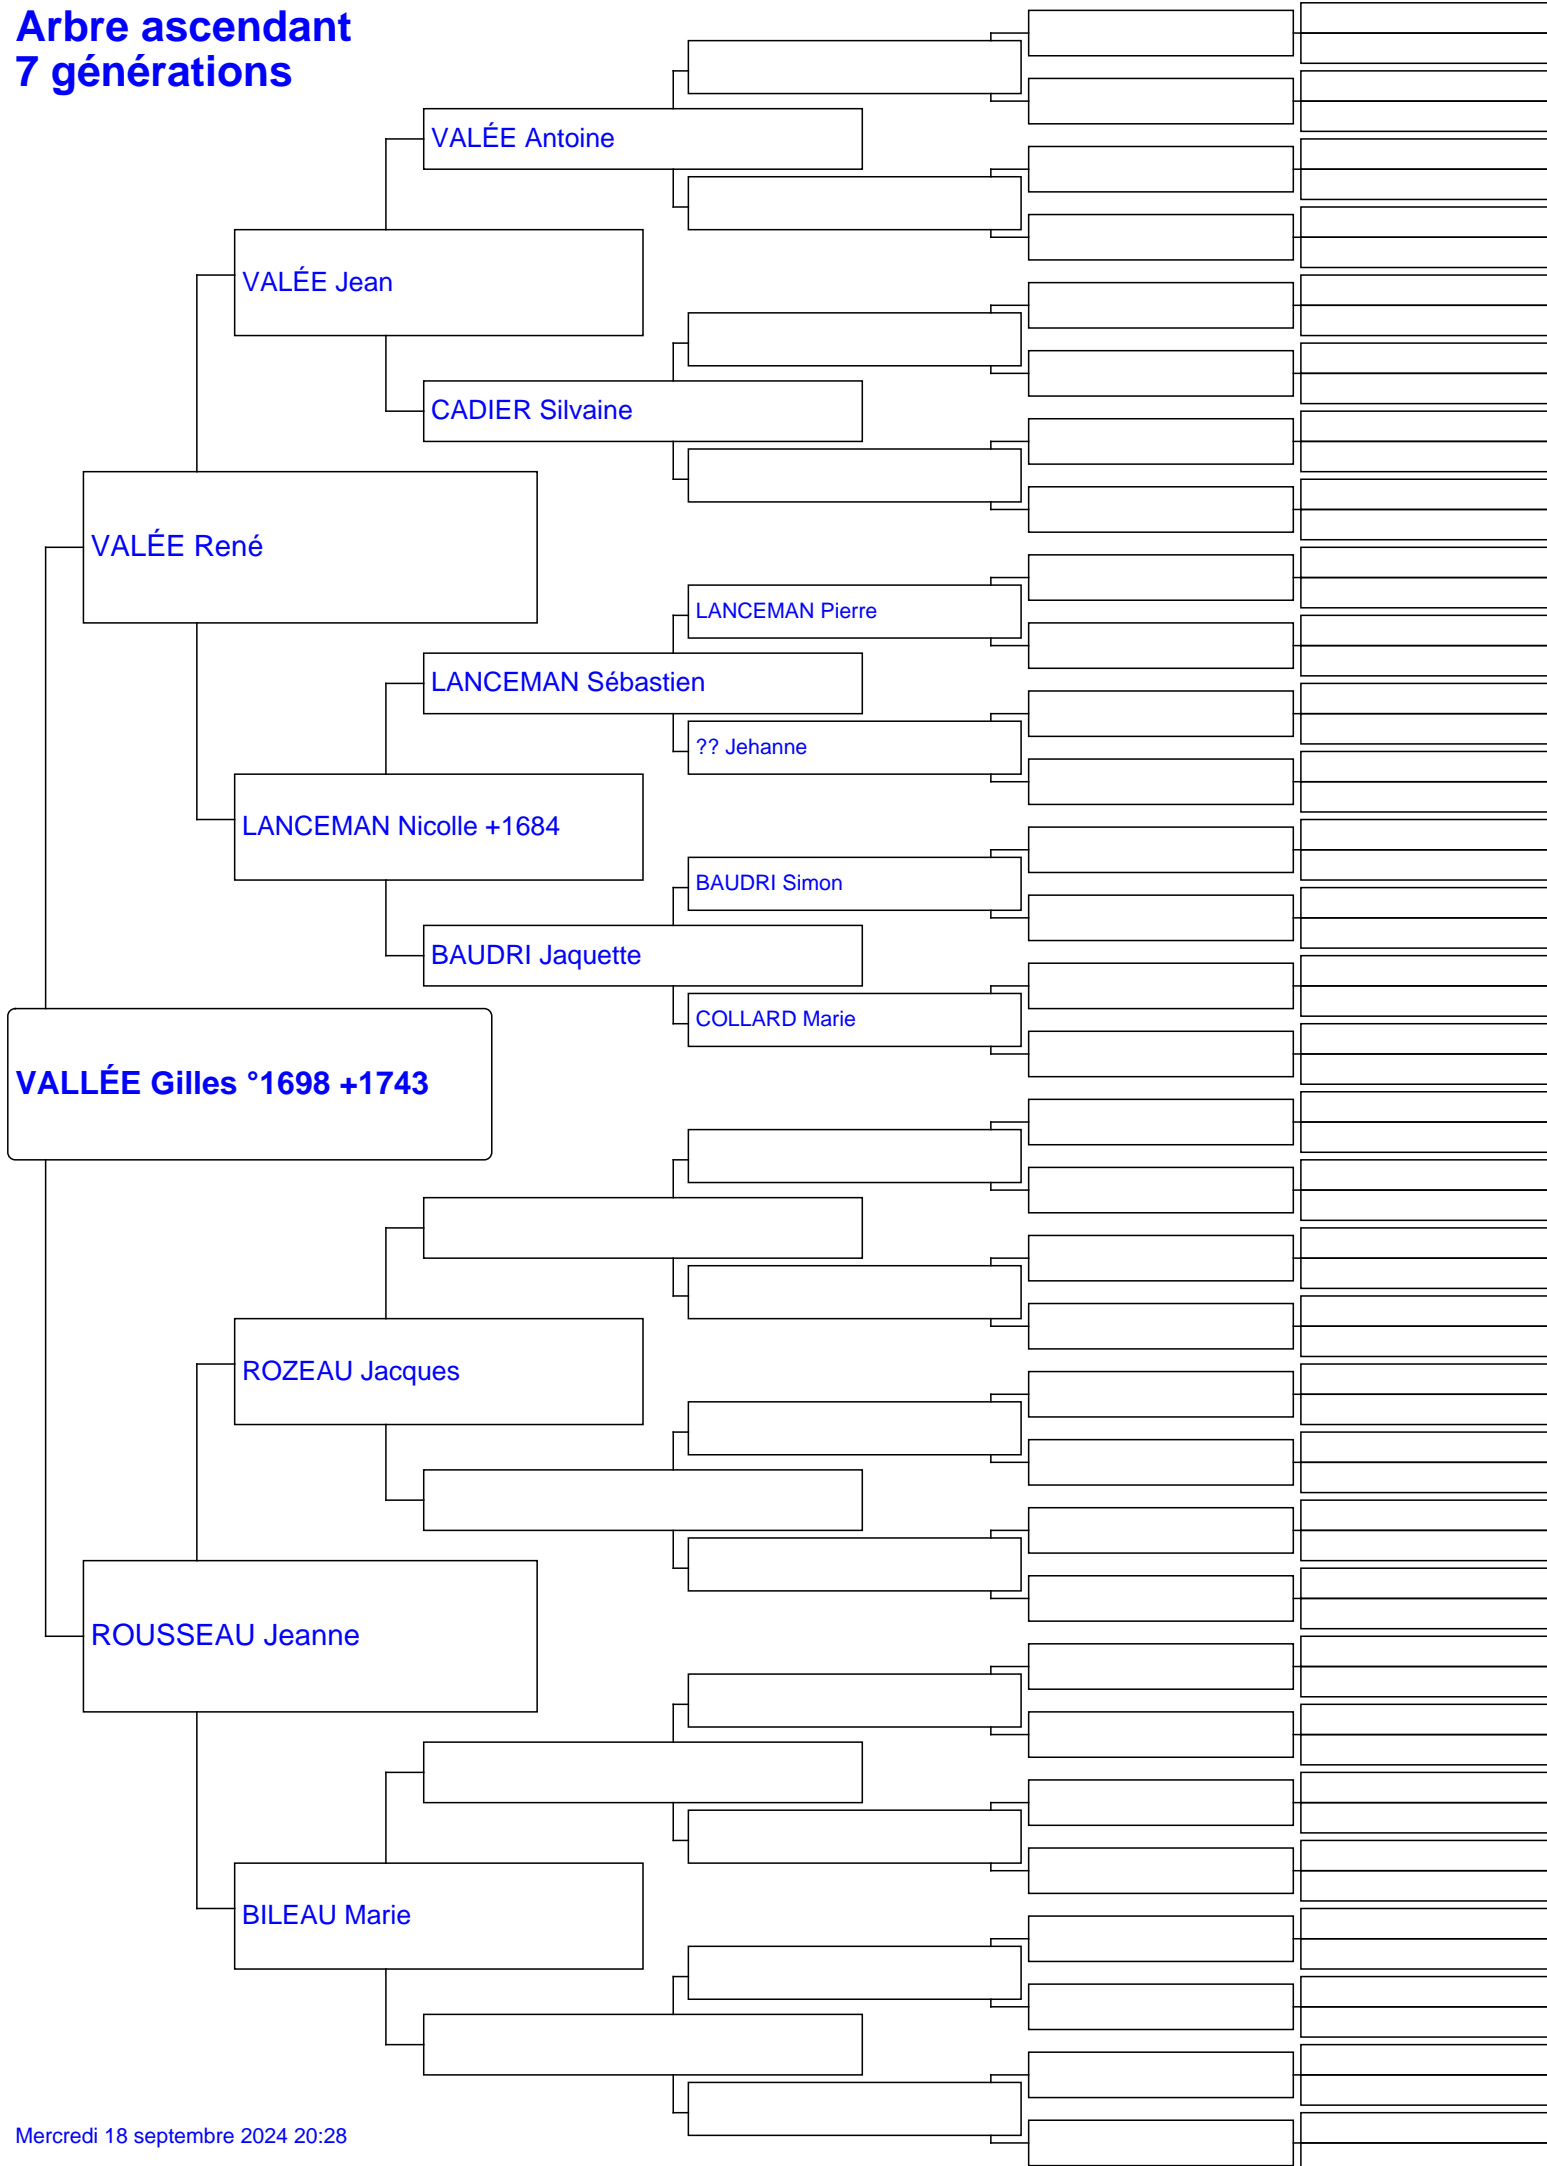 Arbre ascendant
7 générations
VALÉE Antoine
VALÉE Jean
CADIER Silvaine
VALÉE René
LANCEMAN Pierre
LANCEMAN Sébastien
?? Jehanne
LANCEMAN Nicolle +1684
BAUDRI Simon
BAUDRI Jaquette
COLLARD Marie
VALLÉE Gilles °1698 +1743
ROZEAU Jacques
ROUSSEAU Jeanne
BILEAU Marie
Mercredi 18 septembre 2024 20:28